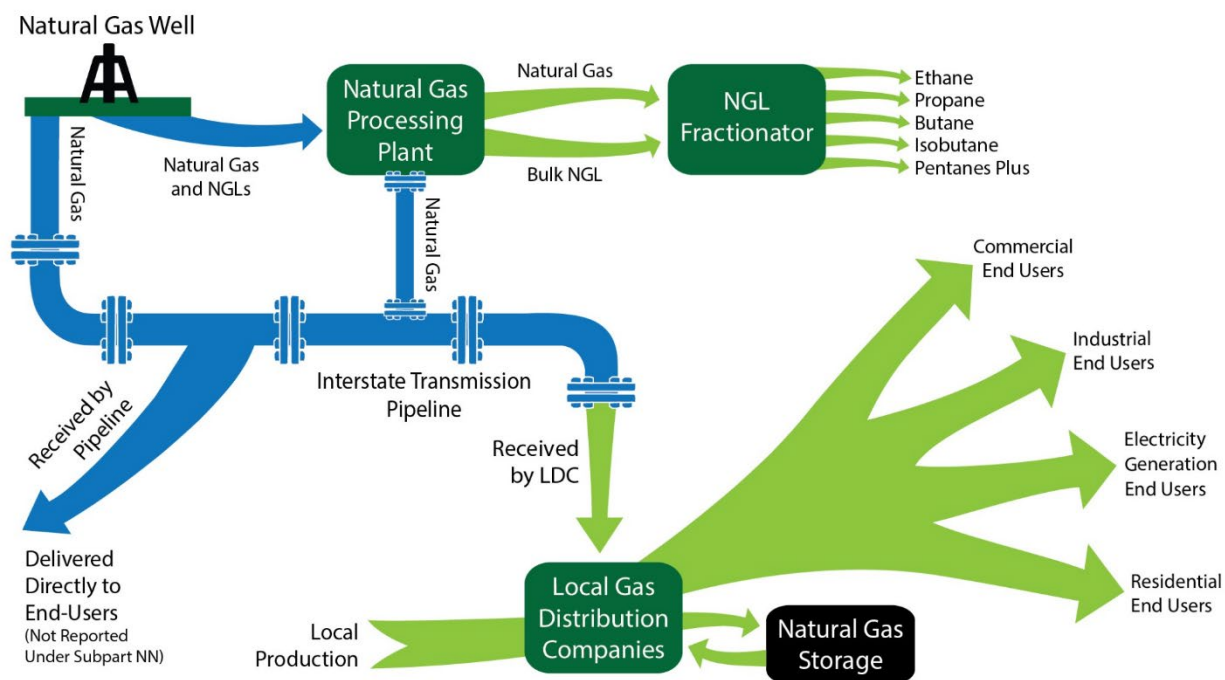 Natural Gas Well
Natural Gas
Natural Gas
and NGLs
Natural Gas
Processing
Plant
Natural Gas
Bulk NGL
NGL
Fractionator
Ethane
Propane
Butane
Isobutane
Pentanes Plus
Natural Gas
Interstate Transmission
Pipeline
Received by
Pipeline
Delivered
Directly to
End-Users
(Not Reported
Under Subpart NN)
Received
by LDC
Local
Production
Local Gas
Distribution
Companies
Natural Gas
Storage
Commercial
End Users
Industrial
End Users
Electricity
Generation
End Users
Residential
End Users